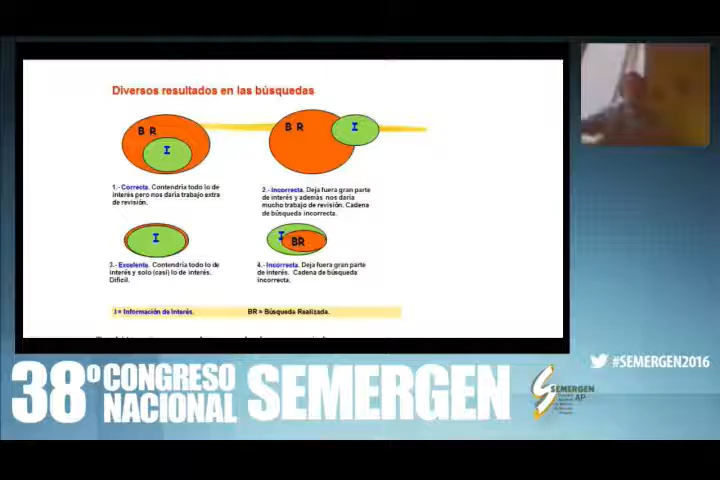 Diversos resultados en las búsquedas
B R
I
B R
I
1.- Correcta. Contendría todo lo de
interés pero nos daría trabajo extra
de revisión.
2.- Incorrecta. Deja fuera gran parte
de interés y además nos daría
mucho trabajo de revisión. Cadena
de búsqueda incorrecta.
I
I
BR
3.- Excelente. Contendría todo lo de
interés y solo (casi) lo de interés.
Difícil.
4.- Incorrecta. Deja fuera gran parte
de interés. Cadena de búsqueda
incorrecta.
I = Información de Interés.
BR = Búsqueda Realizada.
#SEMERGEN2016
38º CONGRESO
NACIONAL
SEMERGEN
SEMERGEN
AP